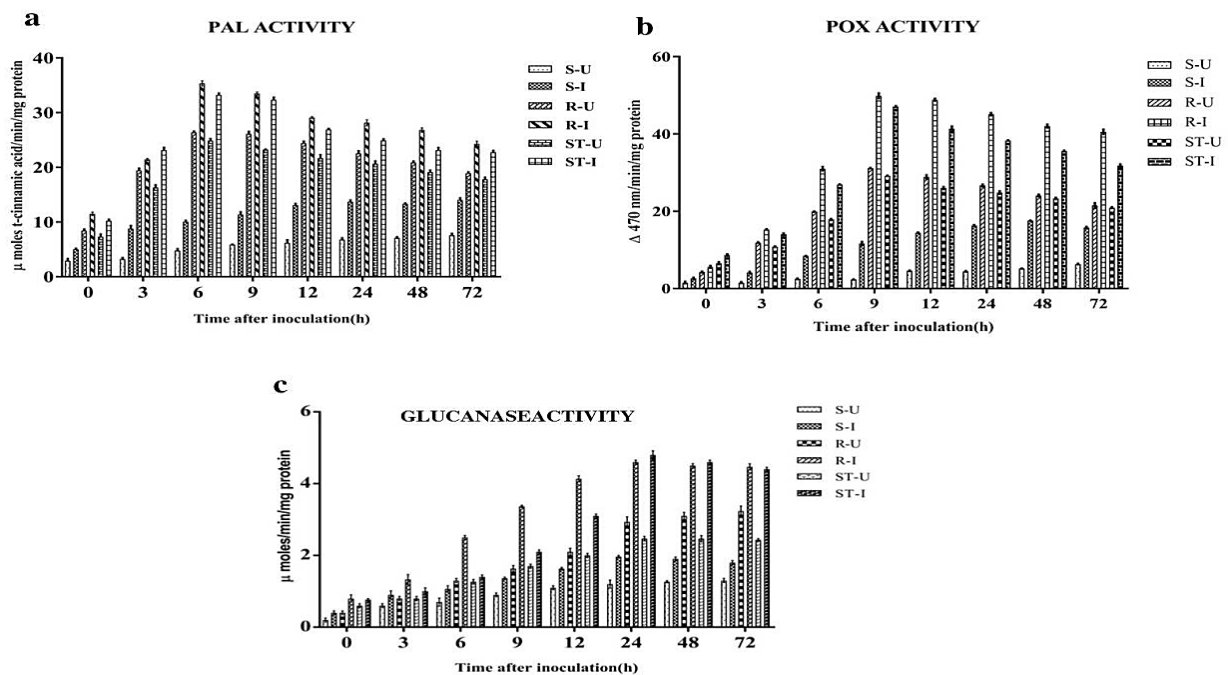 a
PAL ACTIVITY
μ moles t-cinnamic acid/min/mg protein
40
30
20
10
0
0 3 6 9 12 24 48 72
Time after inoculation(h)
S-U
S-I
R-U
R-I
ST-U
ST-I
b
POX ACTIVITY
Δ 470 nm/min/mg protein
60
40
20
0
0 3 6 9 12 24 48 72
Time after inoculation(h)
S-U
S-I
R-U
R-I
ST-U
ST-I
c
GLUCANASEACTIVITY
μ moles/min/mg protein
6
4
2
0
0 3 6 9 12 24 48 72
Time after inoculation(h)
S-U
S-I
R-U
R-I
ST-U
ST-I